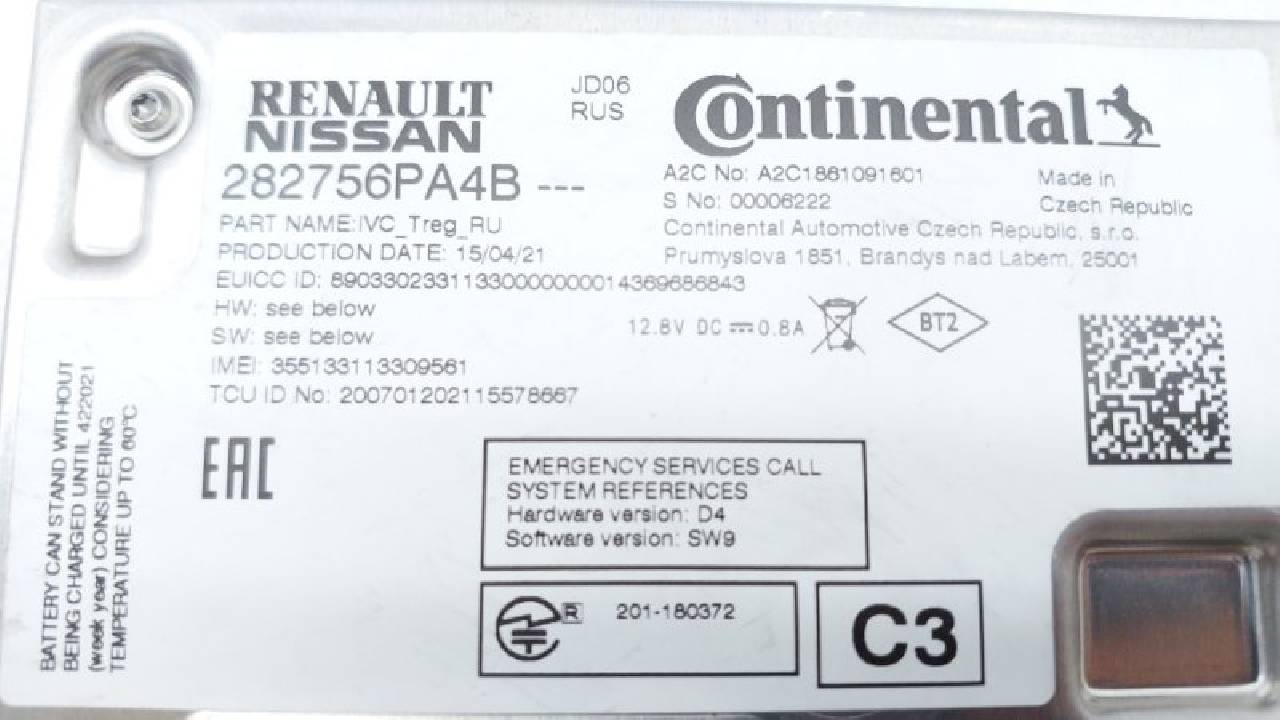 RENAULT
NISSAN
282756PA4B ---
PART NAME:IVC_Treg_RU
PRODUCTION DATE: 15/04/21
EUICC ID: 89033023311330000000014369686843
HW: see below
SW: see below
IMEI: 355133113309561
TCU ID No: 2007012021115578667
JD06
RUS
Continental
A2C No: A2C1861091601
S No: 00006222
Made in
Czech Republic
Continental Automotive Czech Republic, s.r.o.
Prumyslova 1851, Brandys nad Labem, 25001
12.8V DC 0.8A
BT2
BATTERY CAN STAND WITHOUT
BEING CHARGED UNTIL 422021
(week year) CONSIDERING
TEMPERATURE UP TO 60°C
EAC
EMERGENCY SERVICES CALL
SYSTEM REFERENCES
Hardware version: D4
Software version: SW9
R 201-180372
C3